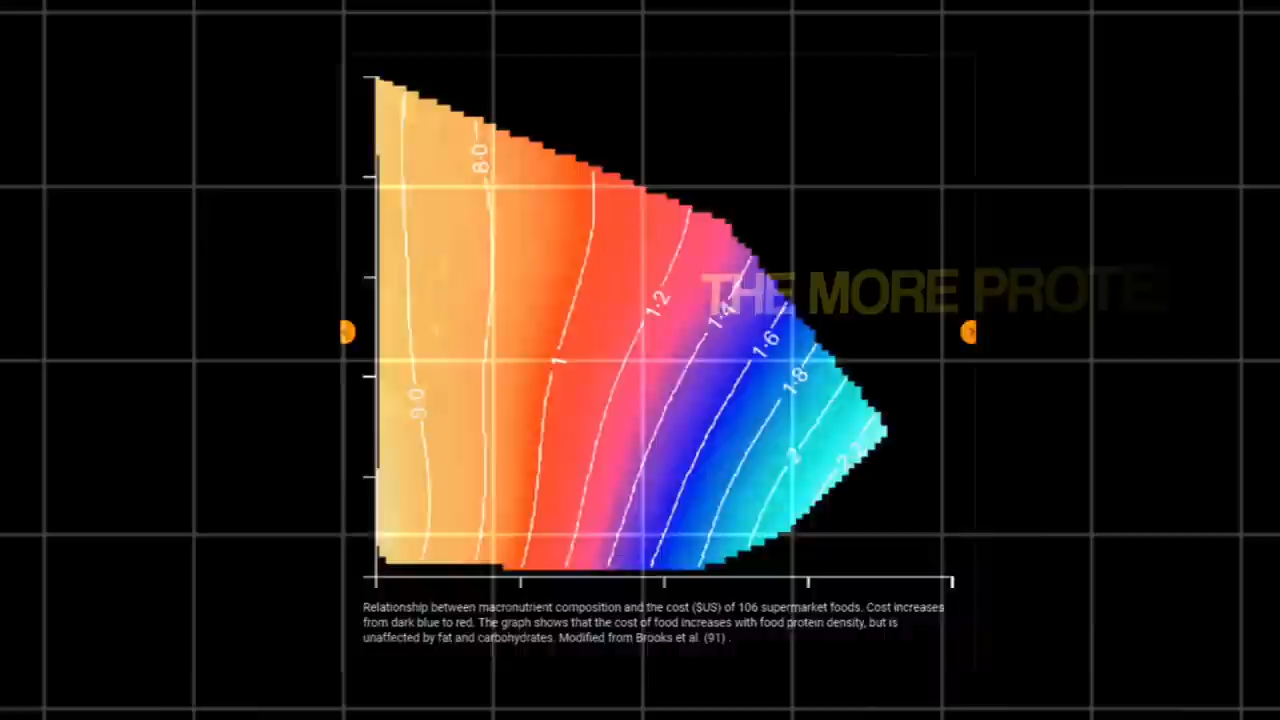 0·8
THE MORE PROTE
1·2
1·4
1·6
1
1·8
0·6
2
2·2
Relationship between macronutrient composition and the cost ($US) of 106 supermarket foods. Cost increases
from dark blue to red. The graph shows that the cost of food increases with food protein density, but is
unaffected by fat and carbohydrates. Modified from Brooks et al. (91) .